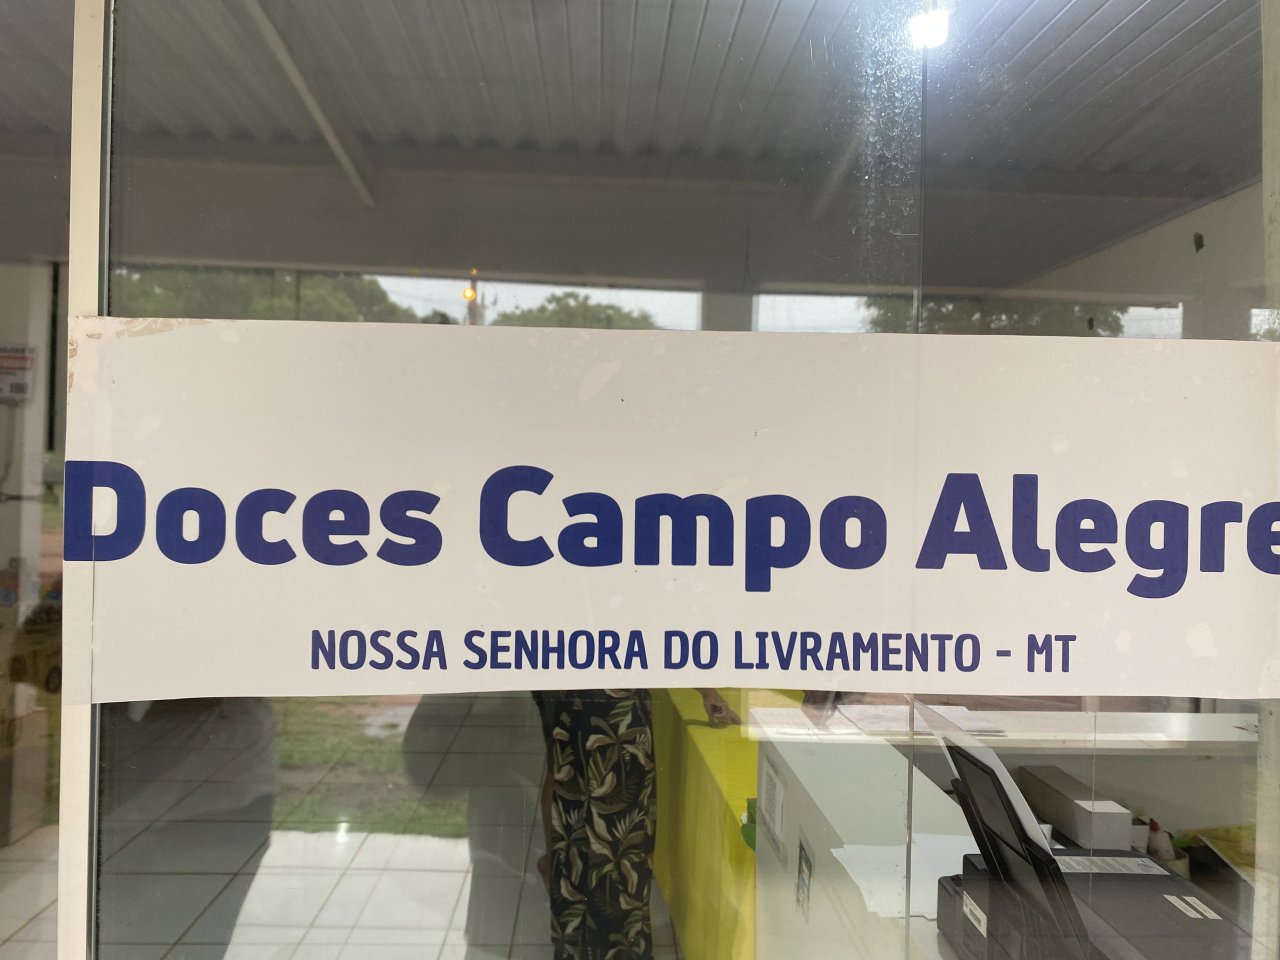 Doces Campo Alegre
NOSSA SENHORA DO LIVRAMENTO - MT